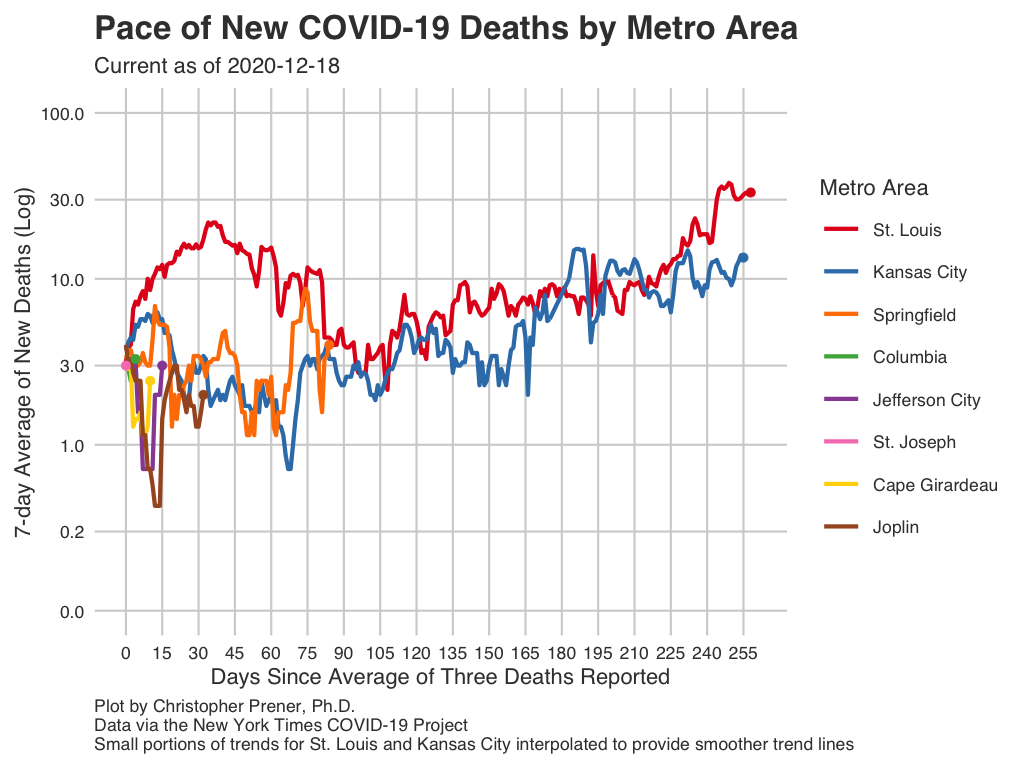 Pace of New COVID-19 Deaths by Metro Area
Current as of 2020-12-18
100.0
30.0
10.0
3.0
1.0
0.2
0.0
7-day Average of New Deaths (Log)
0 15 30 45 60 75 90 105 120 135 150 165 180 195 210 225 240 255
Days Since Average of Three Deaths Reported
Metro Area
St. Louis
Kansas City
Springfield
Columbia
Jefferson City
St. Joseph
Cape Girardeau
Joplin
Plot by Christopher Prener, Ph.D.
Data via the New York Times COVID-19 Project
Small portions of trends for St. Louis and Kansas City interpolated to provide smoother trend lines